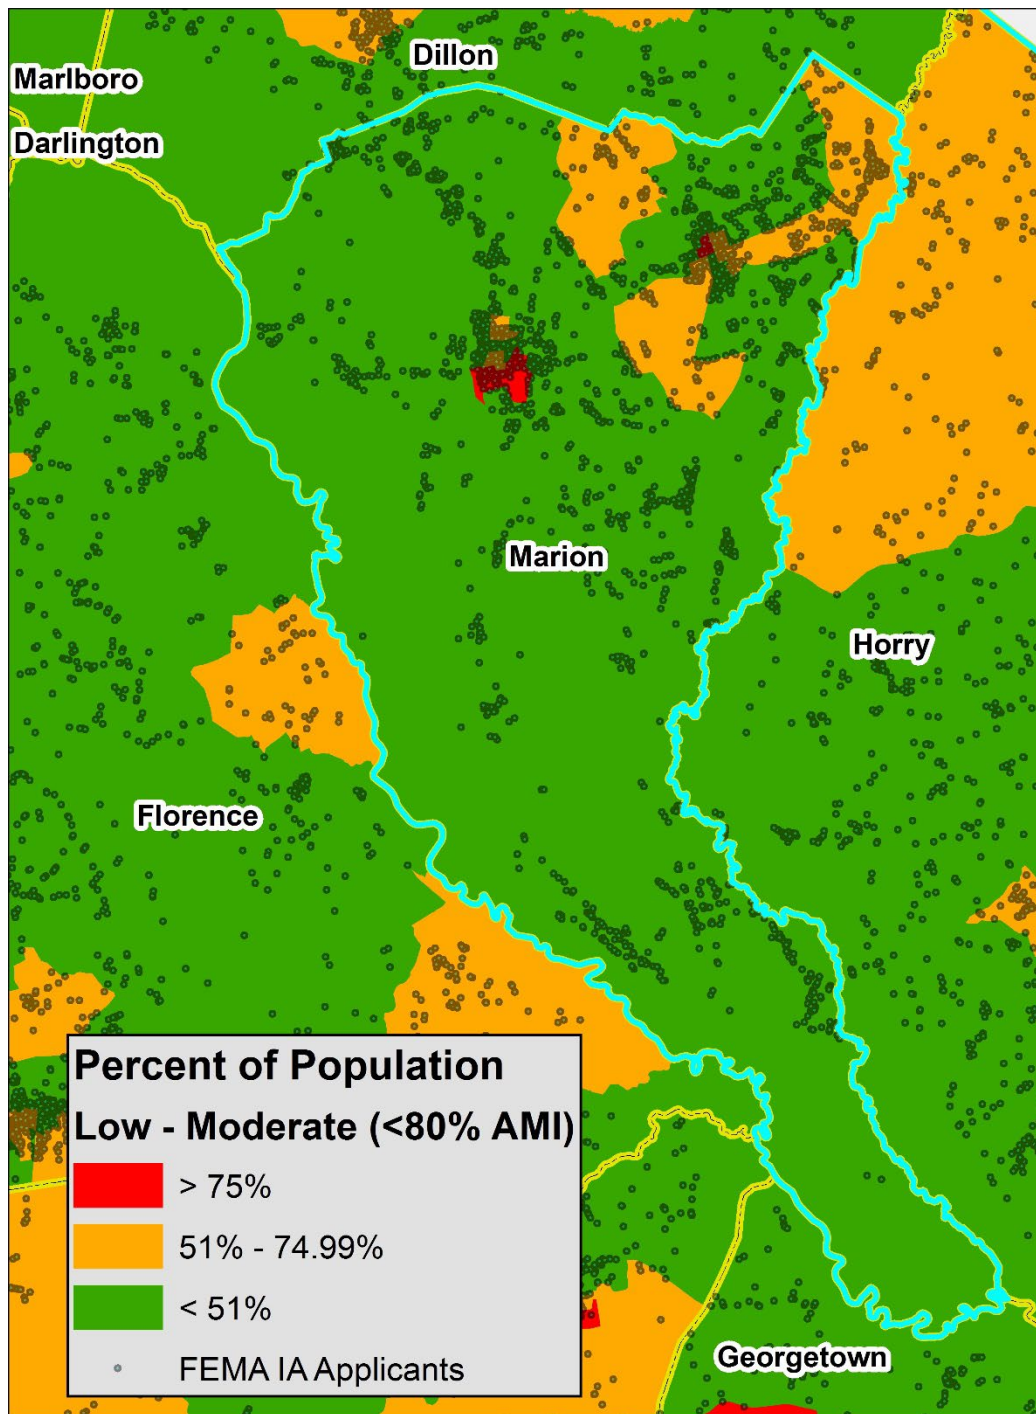 Dillon
Marlboro
Darlington
Marion
Horry
Florence
Percent of Population
Low - Moderate (<80% AMI)
> 75%
51% - 74.99%
< 51%
FEMA IA Applicants
Georgetown